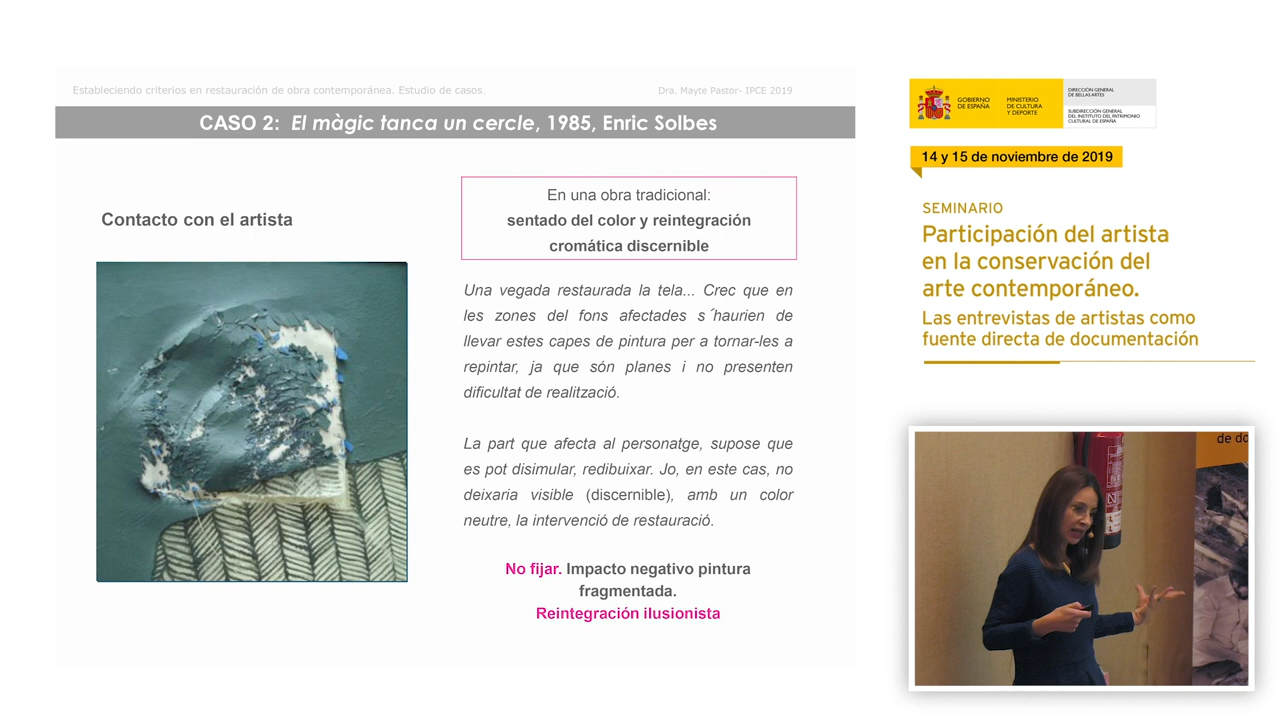 Estableciendo criterios en restauración de obra contemporánea. Estudio de casos.
Dra. Mayte Pastor- IPCE 2019
CASO 2: El màgic tanca un cercle, 1985, Enric Solbes
Contacto con el artista
En una obra tradicional:
sentado del color y reintegración
cromática discernible
Una vegada restaurada la tela... Crec que en
les zones del fons afectades s´haurien de
llevar estes capes de pintura per a tornar-les a
repintar, ja que són planes i no presenten
dificultat de realització.
La part que afecta al personatge, supose que
es pot disimular, redibuixar. Jo, en este cas, no
deixaria visible (discernible), amb un color
neutre, la intervenció de restauració.
No fijar. Impacto negativo pintura
fragmentada.
Reintegración ilusionista
GOBIERNO
DE ESPAÑA
MINISTERIO
DE CULTURA
Y DEPORTE
DIRECCIÓN GENERAL
DE BELLAS ARTES
SUBDIRECCIÓN GENERAL
DEL INSTITUTO DEL PATRIMONIO
CULTURAL DE ESPAÑA
14 y 15 de noviembre de 2019
SEMINARIO
Participación del artista
en la conservación del
arte contemporáneo.
Las entrevistas de artistas como
fuente directa de documentación
de do